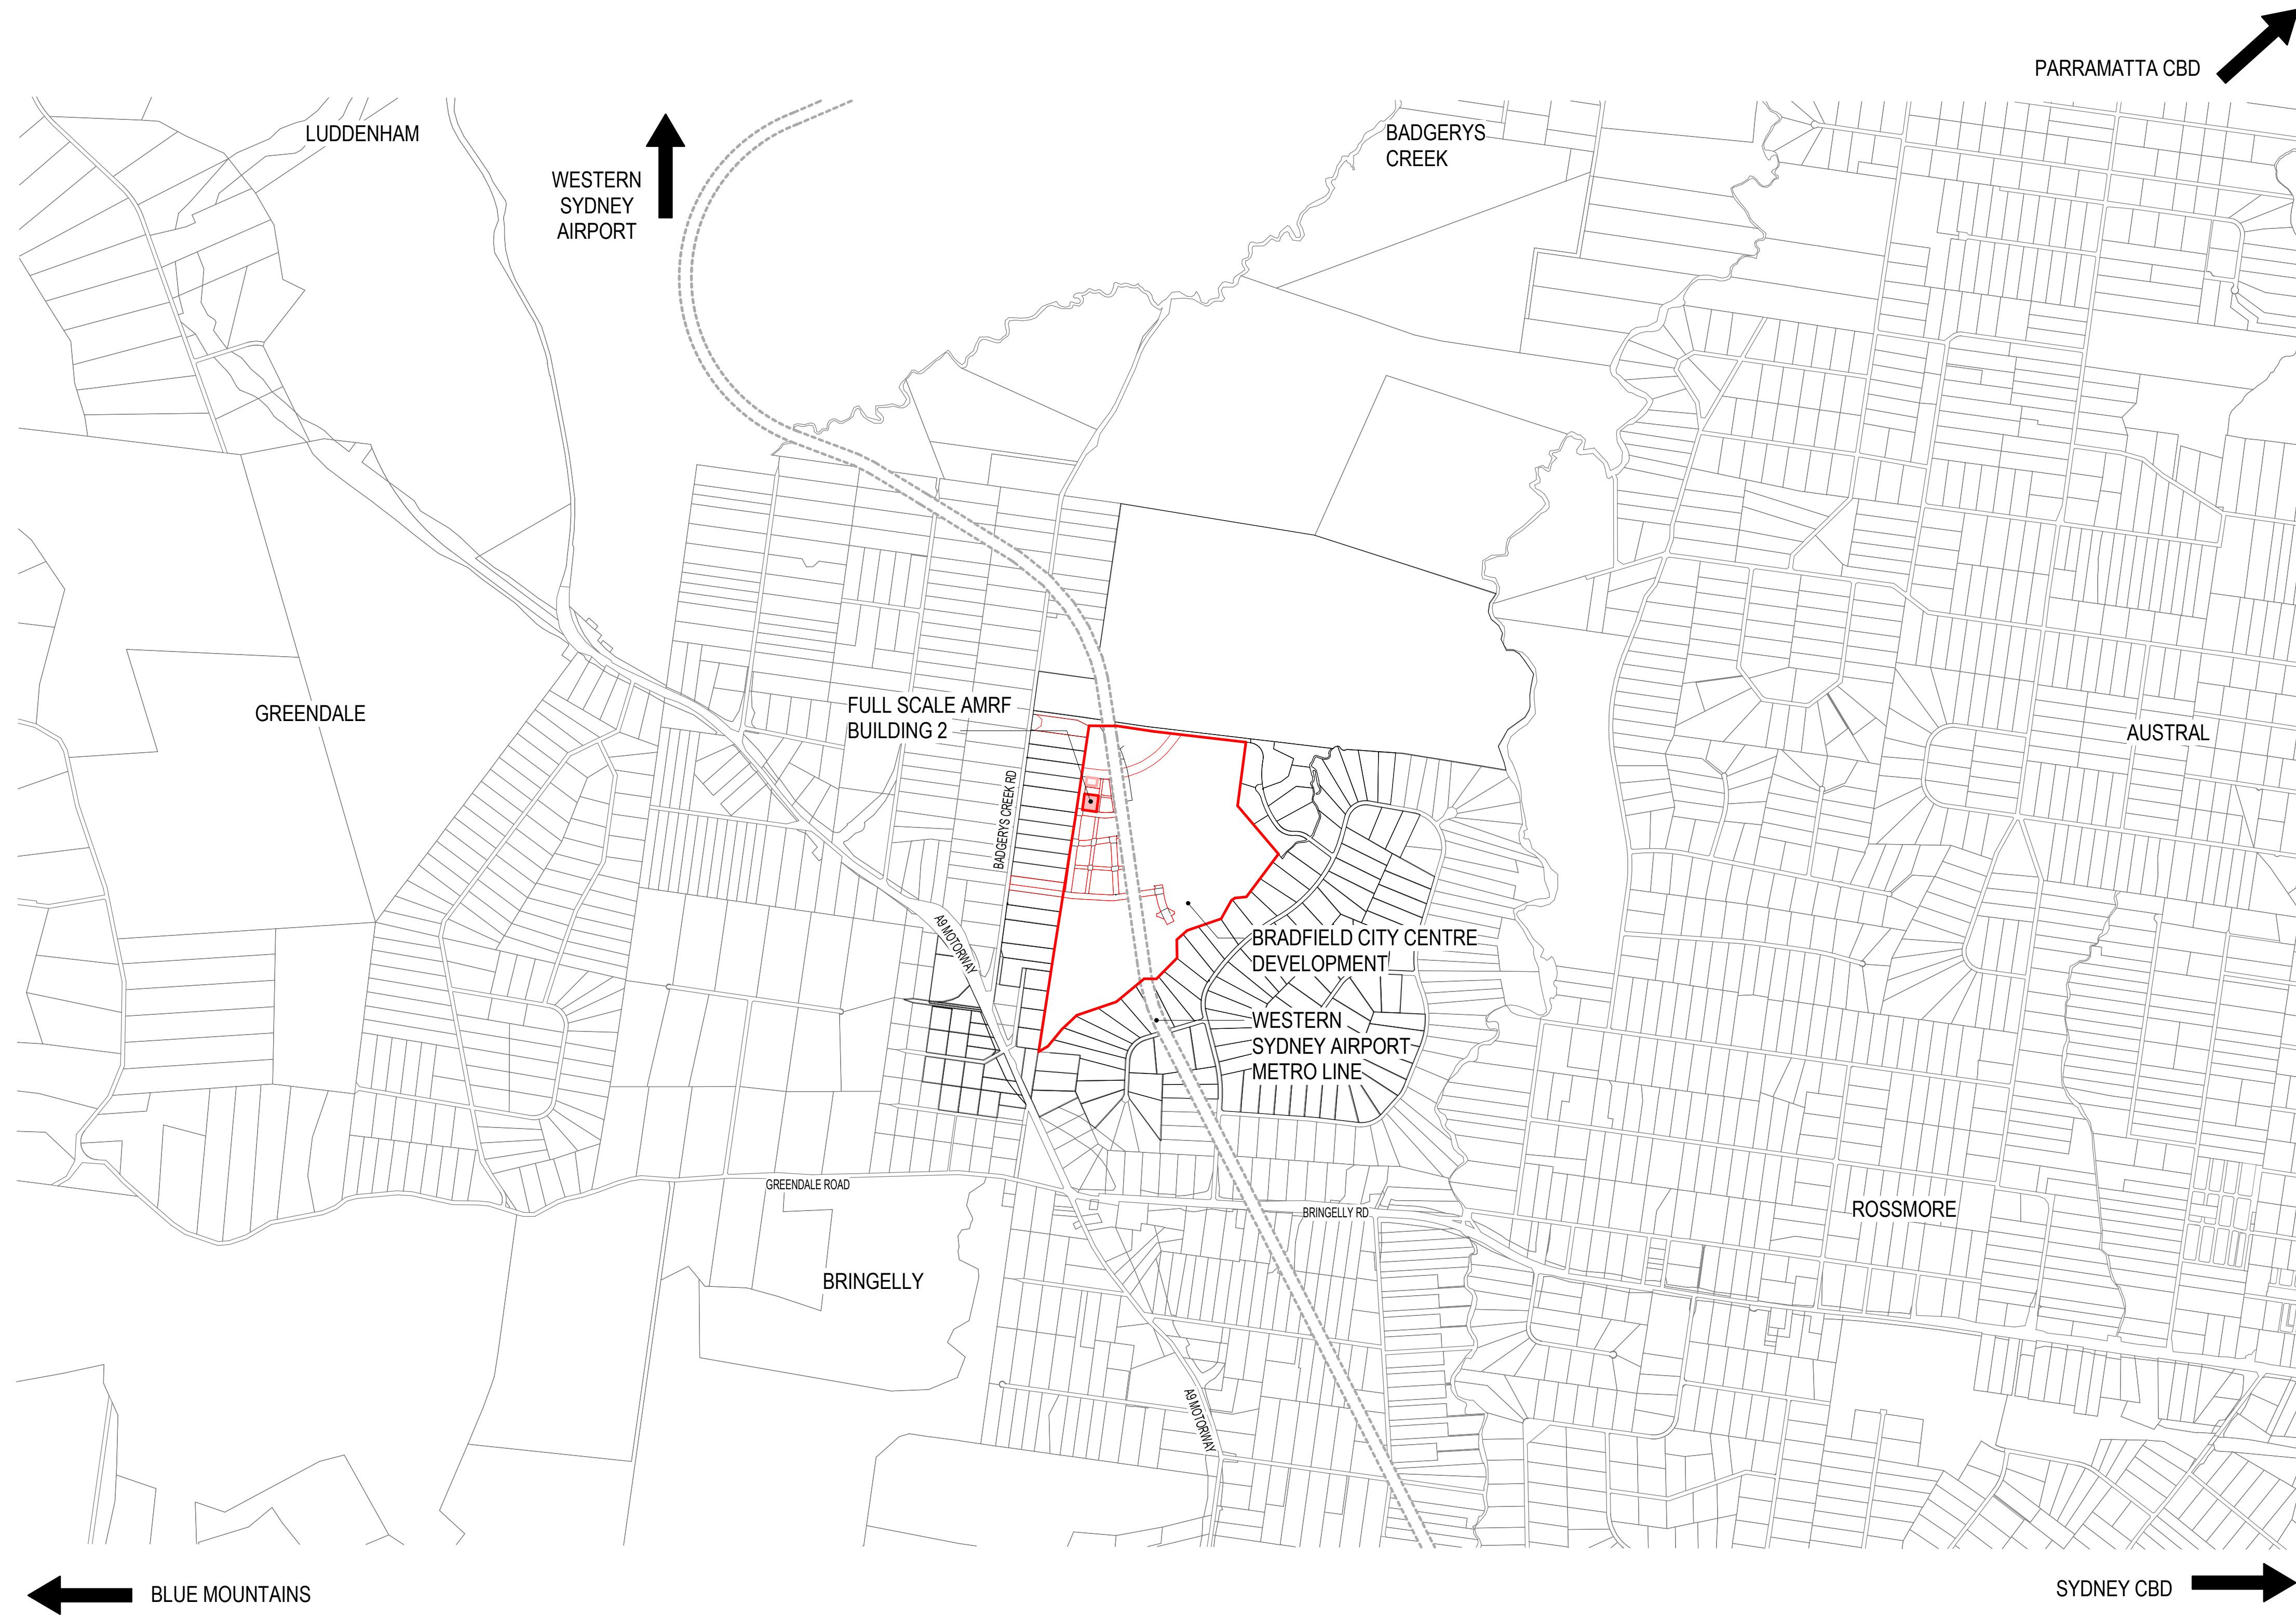 PARRAMATTA CBD
LUDDENHAM
BADGERYS
CREEK
WESTERN
SYDNEY
AIRPORT
FULL SCALE AMRF
BUILDING 2
GREENDALE
AUSTRAL
BADGERYS CREEK RD
A9 MOTORWAY
BRADFIELD CITY CENTRE
DEVELOPMENT
WESTERN
SYDNEY AIRPORT
METRO LINE
GREENDALE ROAD
BRINGELLY RD
ROSSMORE
BRINGELLY
A9 MOTORWAY
BLUE MOUNTAINS
SYDNEY CBD